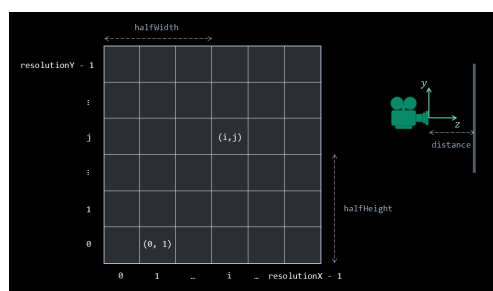 halfWidth
resolutionY - 1
⋮
j
(i,j)
⋮
1
0
(0, 1)
0 1 … i … resolutionX - 1
halfHeight
y
z
distance